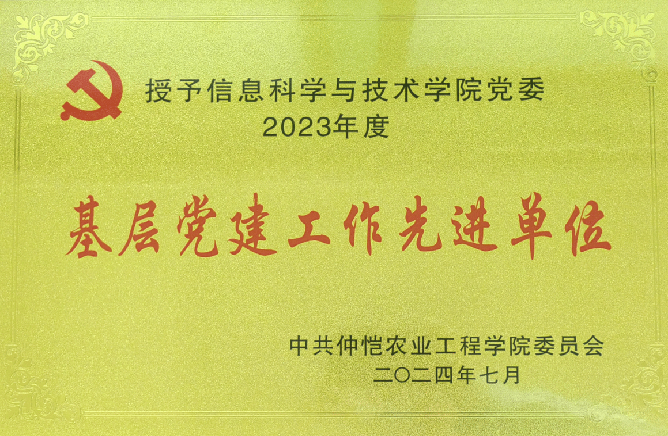 授予信息科学与技术学院党委
2023年度
基层党建工作先进单位
中共仲恺农业工程学院委员会
二〇二四年七月